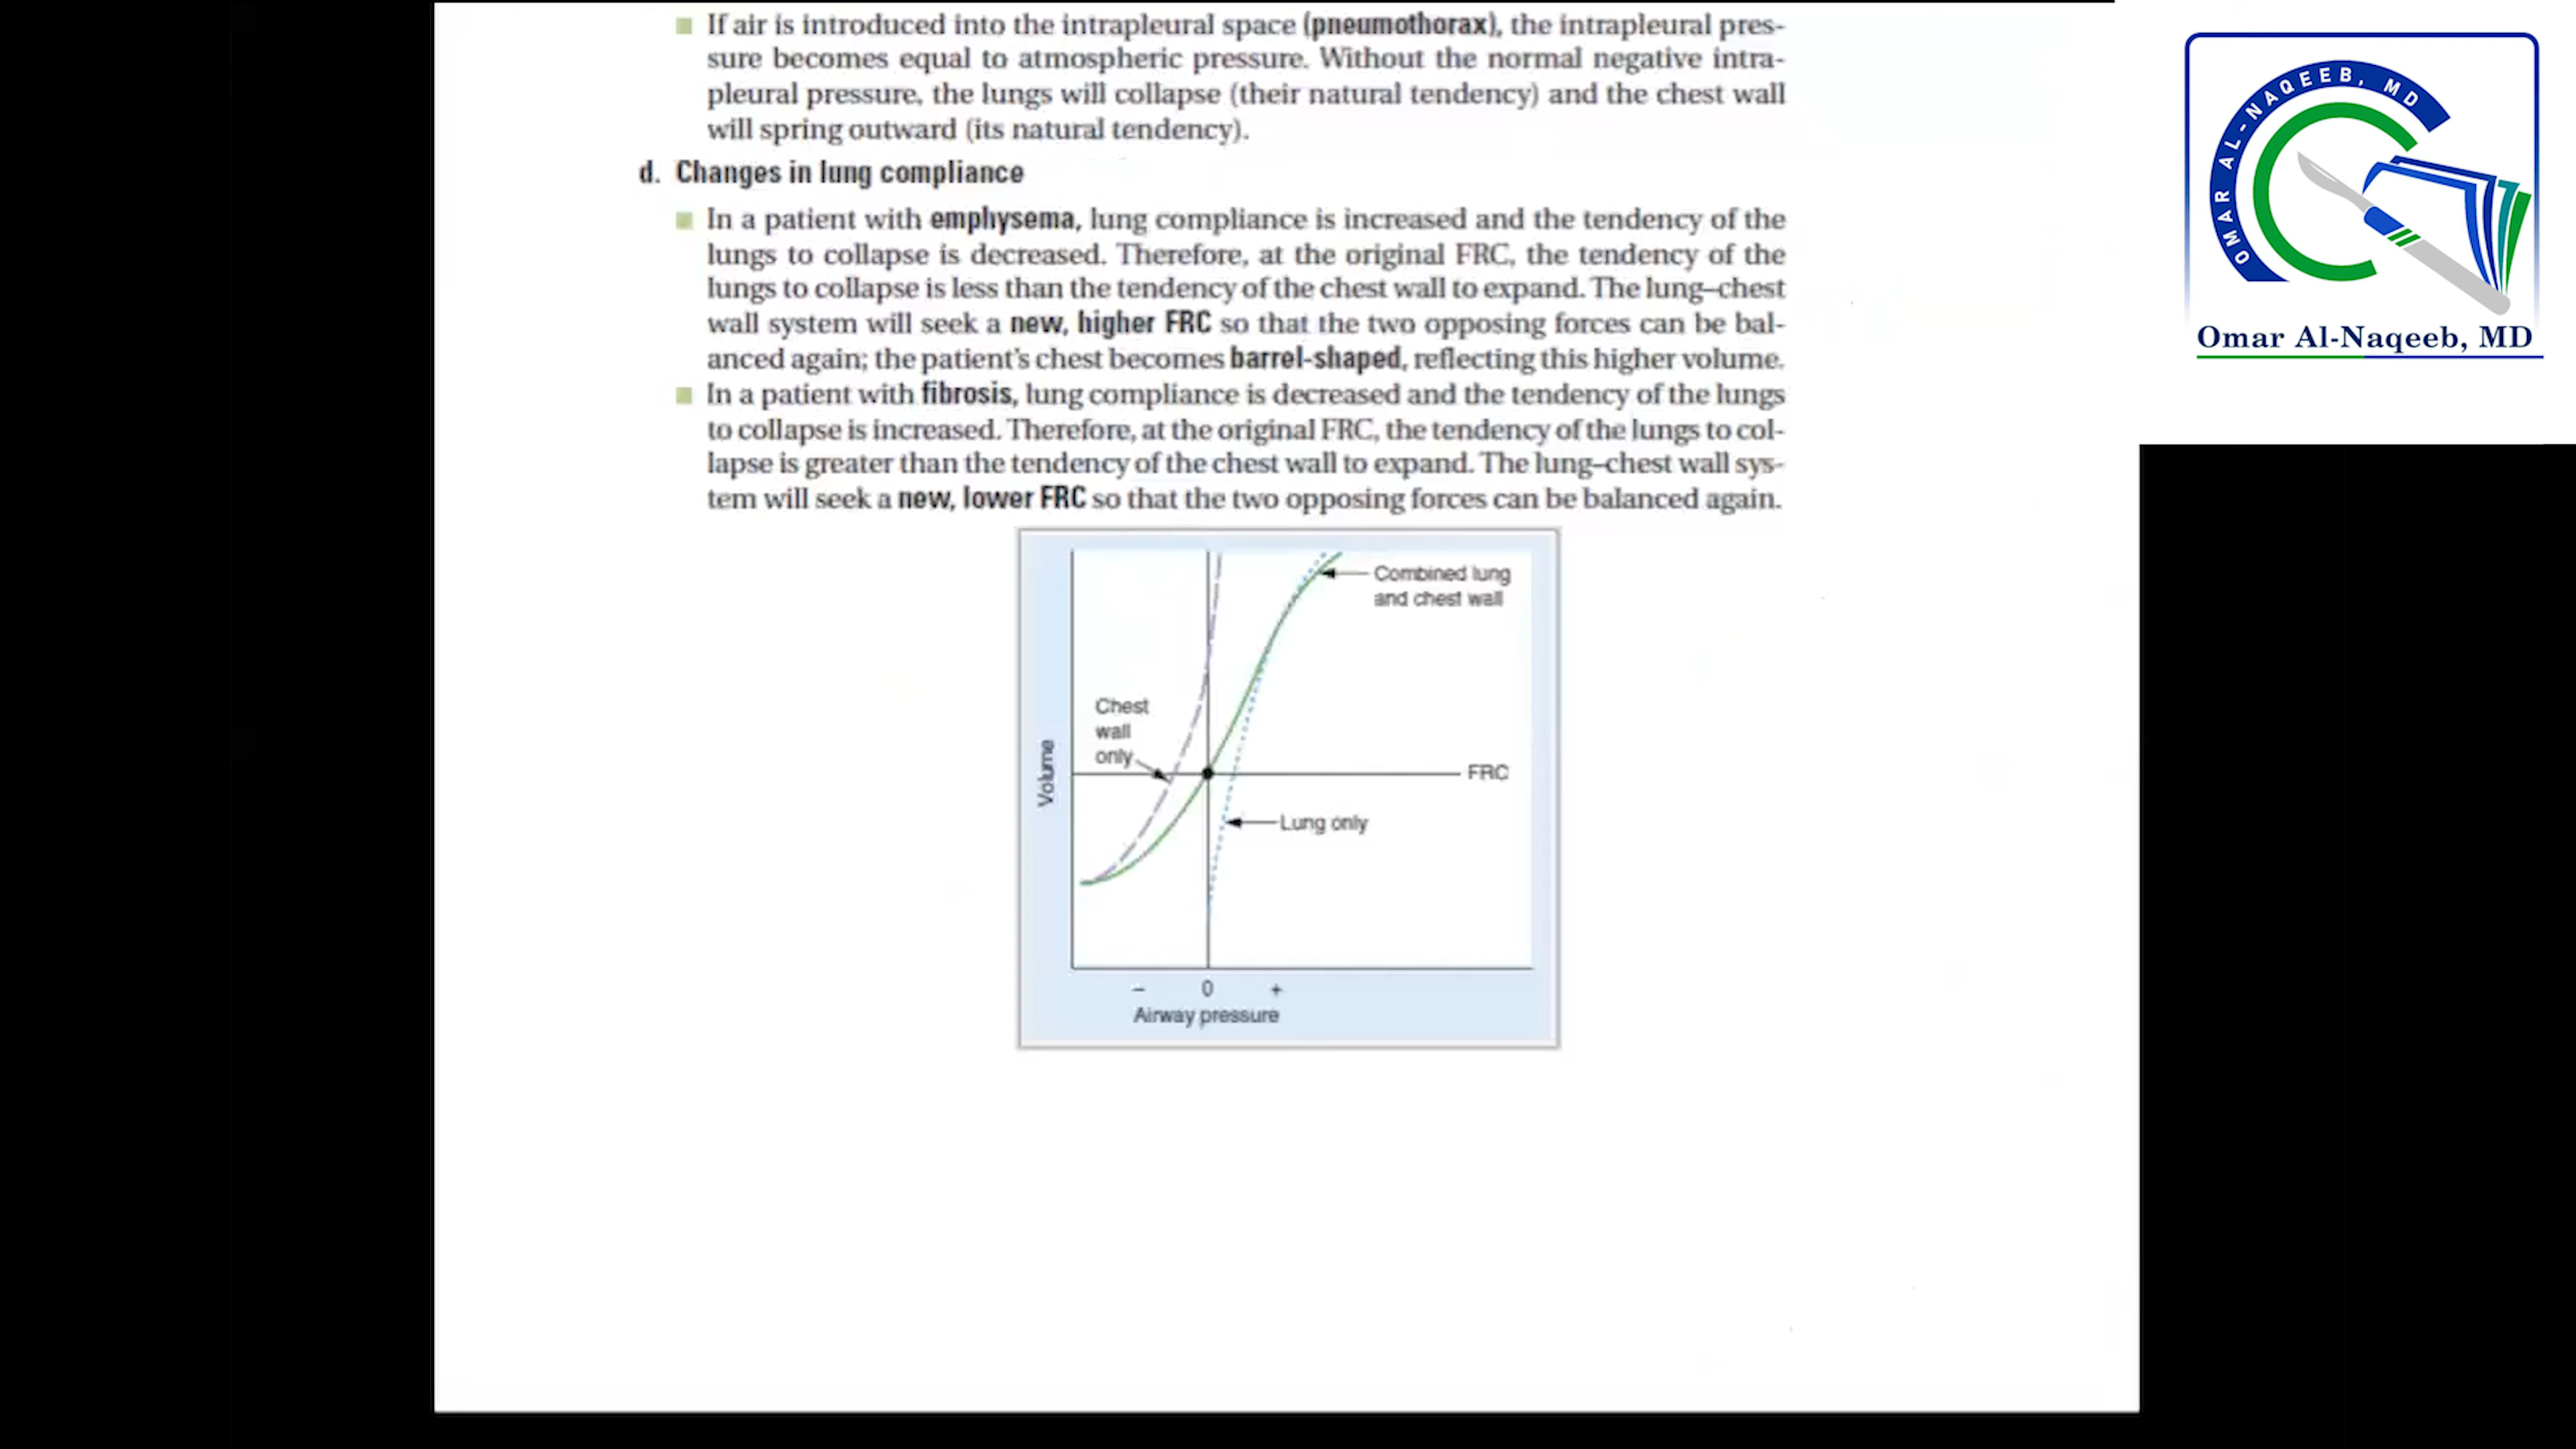 If air is introduced into the intrapleural space (pneumothorax), the intrapleural pres-
sure becomes equal to atmospheric pressure. Without the normal negative intra-
pleural pressure, the lungs will collapse (their natural tendency) and the chest wall
will spring outward (its natural tendency).
d. Changes in lung compliance
In a patient with emphysema, lung compliance is increased and the tendency of the
lungs to collapse is decreased. Therefore, at the original FRC, the tendency of the
lungs to collapse is less than the tendency of the chest wall to expand. The lung–chest
wall system will seek a new, higher FRC so that the two opposing forces can be bal-
anced again; the patient's chest becomes barrel-shaped, reflecting this higher volume.
In a patient with fibrosis, lung compliance is decreased and the tendency of the lungs
to collapse is increased. Therefore, at the original FRC, the tendency of the lungs to col-
lapse is greater than the tendency of the chest wall to expand. The lung–chest wall sys-
tem will seek a new, lower FRC so that the two opposing forces can be balanced again.
Combined lung
and chest wall
Chest
wall
only
Volume
FRC
Lung only
– 0 +
Airway pressure
OMAR AL-NAQEEB, MD
Omar Al-Naqeeb, MD